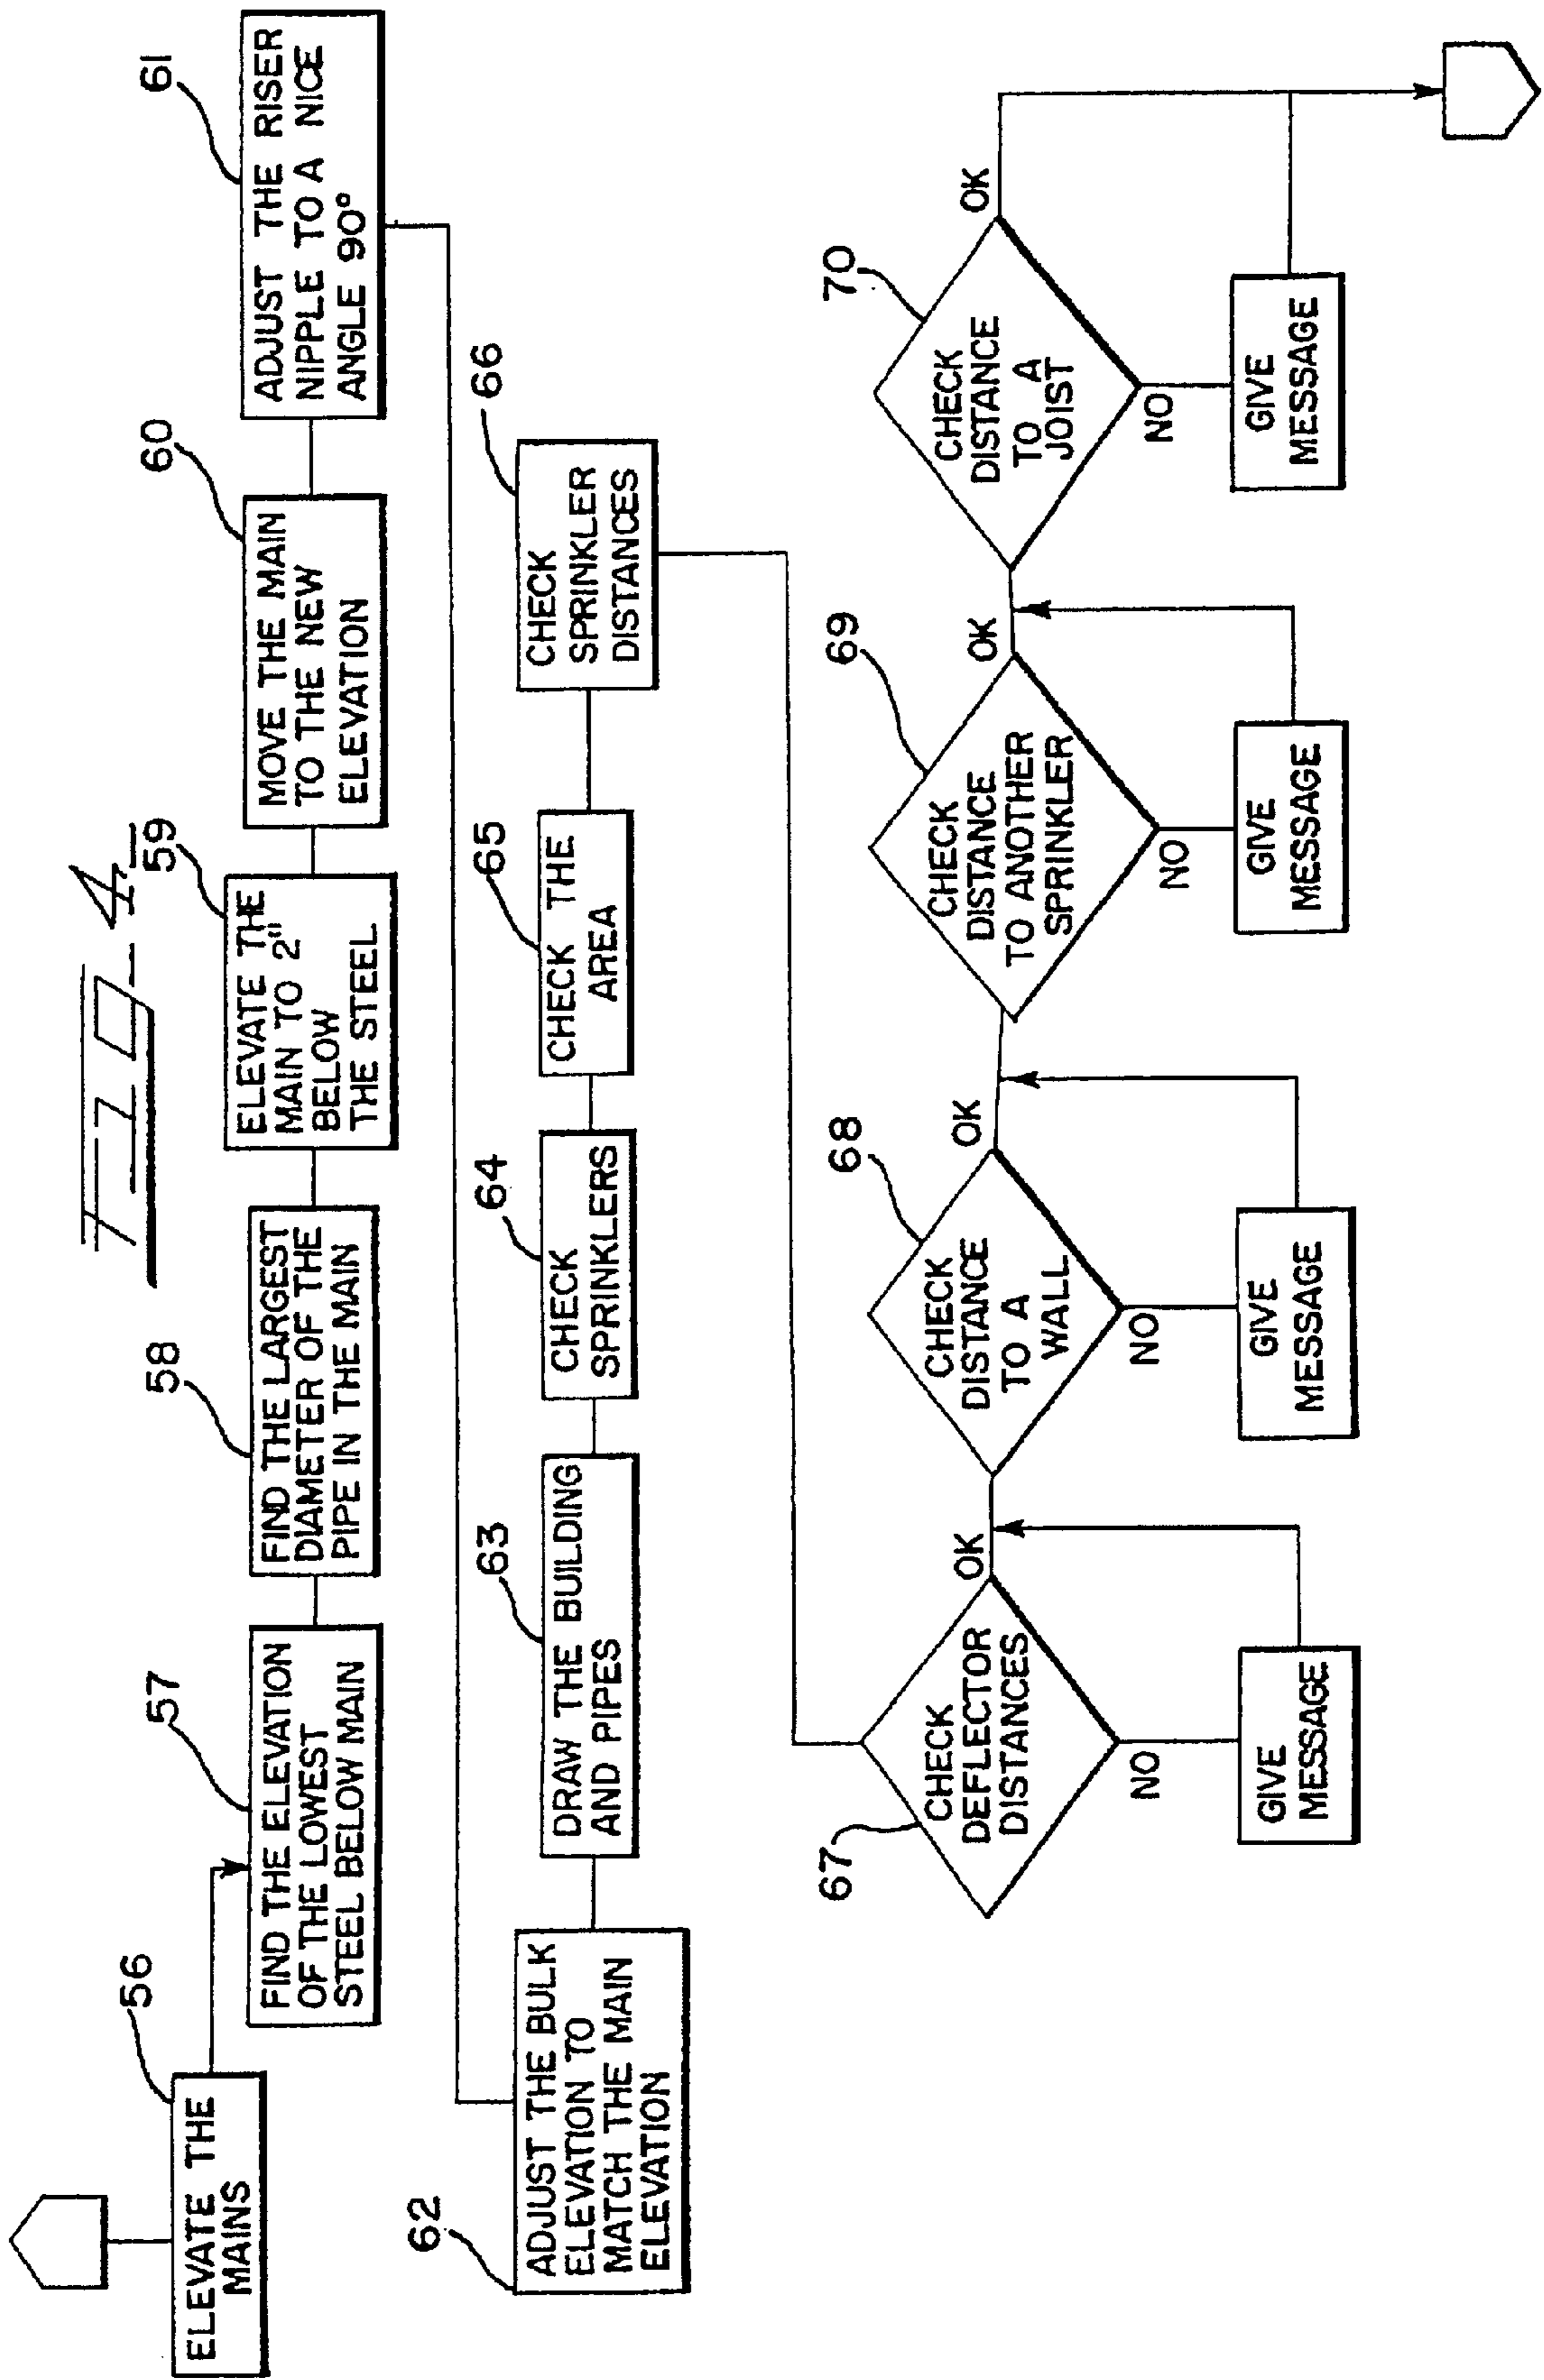 FIG. 4.
56
ELEVATE THE
MAINS
57
FIND THE ELEVATION
OF THE LOWEST
STEEL BELOW MAIN
58
FIND THE LARGEST
DIAMETER OF THE
PIPE IN THE MAIN
59
ELEVATE THE
MAIN TO 2"
BELOW
THE STEEL
60
MOVE THE MAIN
TO THE NEW
ELEVATION
61
ADJUST THE RISER
NIPPLE TO A NICE
ANGLE 90°
62
ADJUST THE BULK
ELEVATION TO
MATCH THE MAIN
ELEVATION
63
DRAW THE BUILDING
AND PIPES
64
CHECK
SPRINKLERS
65
CHECK THE
AREA
66
CHECK
SPRINKLER
DISTANCES
67
CHECK
DEFLECTOR
DISTANCES
OK
NO
GIVE
MESSAGE
68
CHECK
DISTANCE
TO A
WALL
OK
NO
GIVE
MESSAGE
69
CHECK
DISTANCE
TO ANOTHER
SPRINKLER
OK
NO
GIVE
MESSAGE
70
CHECK
DISTANCE
TO A
JOIST
OK
NO
GIVE
MESSAGE